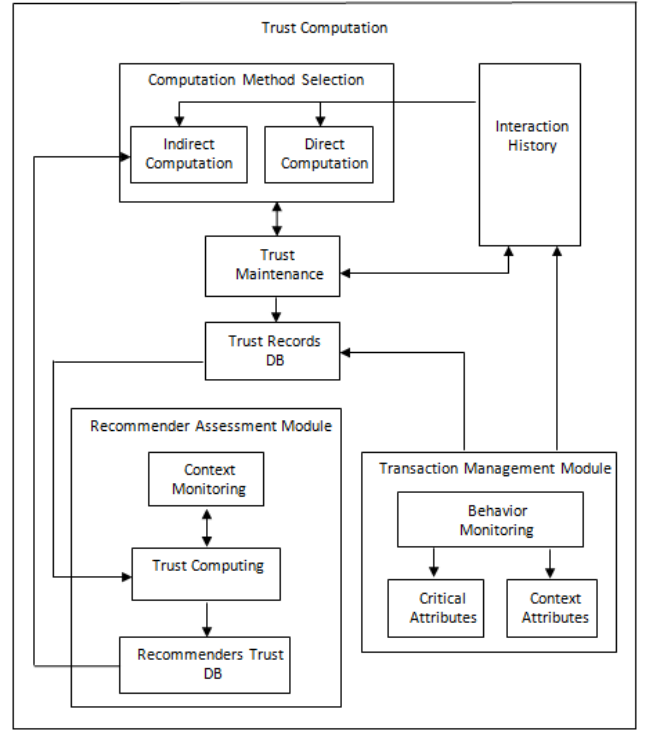 Trust Computation
Computation Method Selection
Indirect
Computation
Direct
Computation
Interaction
History
Trust
Maintenance
Trust Records
DB
Recommender Assessment Module
Context
Monitoring
Trust Computing
Recommenders Trust
DB
Transaction Management Module
Behavior
Monitoring
Critical
Attributes
Context
Attributes